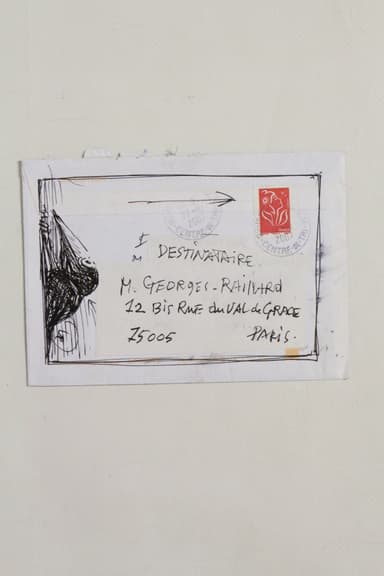 DESTINATAIRE
M. GEORGES-RAILLARD
12 Bis RUE DU VAL de GRACE
75005 PARIS.